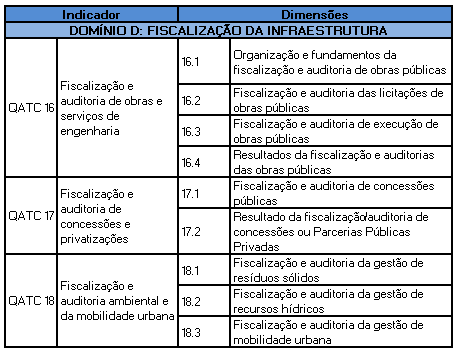 Indicador
Dimensões
DOMÍNIO D: FISCALIZAÇÃO DA INFRAESTRUTURA
QATC 16
Fiscalização e
auditoria de obras e
serviços de
engenharia
16.1
Organização e fundamentos da
fiscalização e auditoria de obras públicas
16.2
Fiscalização e auditoria das licitações de
obras públicas
16.3
Fiscalização e auditoria de execução de
obras públicas
16.4
Resultados da fiscalização e auditorias
das obras públicas
QATC 17
Fiscalização e
auditoria de
concessões e
privatizações
17.1
Fiscalização e auditoria de concessões
públicas
17.2
Resultado da fiscalização/auditoria de
concessões ou Parcerias Públicas
Privadas
QATC 18
Fiscalização e
auditoria ambiental e
da mobilidade urbana
18.1
Fiscalização e auditoria da gestão de
resíduos sólidos
18.2
Fiscalização e auditoria da gestão de
recursos hídricos
18.3
Fiscalização e auditoria da gestão de
mobilidade urbana